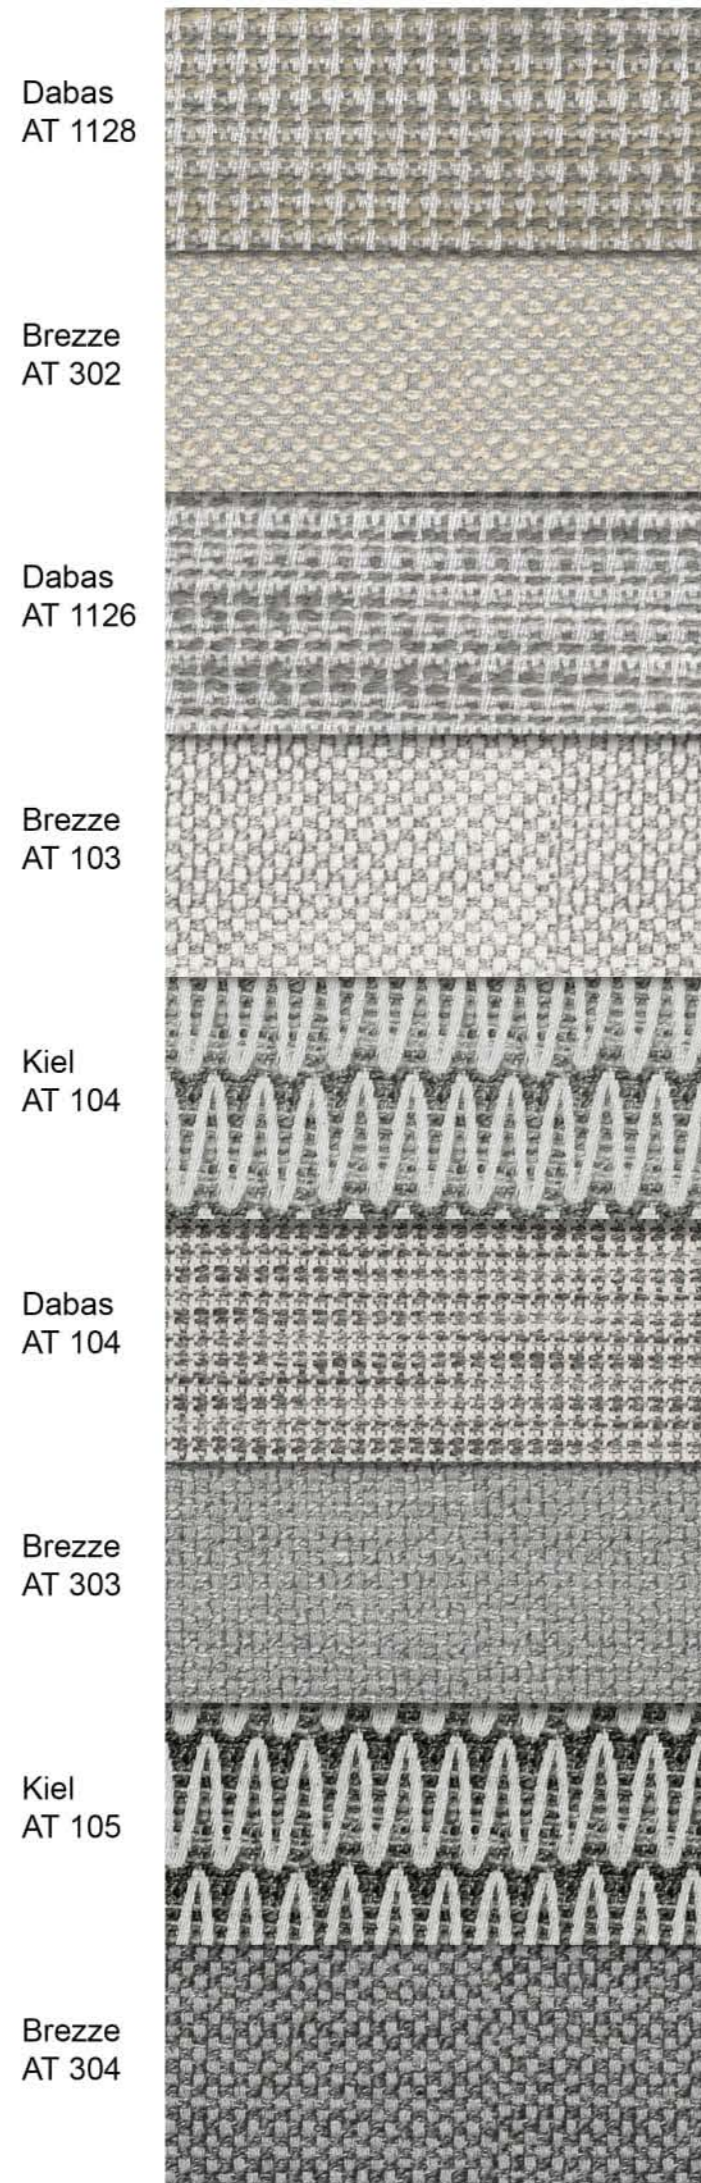 Dabas
AT 1128
Brezze
AT 302
Dabas
AT 1126
Brezze
AT 103
Kiel
AT 104
Dabas
AT 104
Brezze
AT 303
Kiel
AT 105
Brezze
AT 304